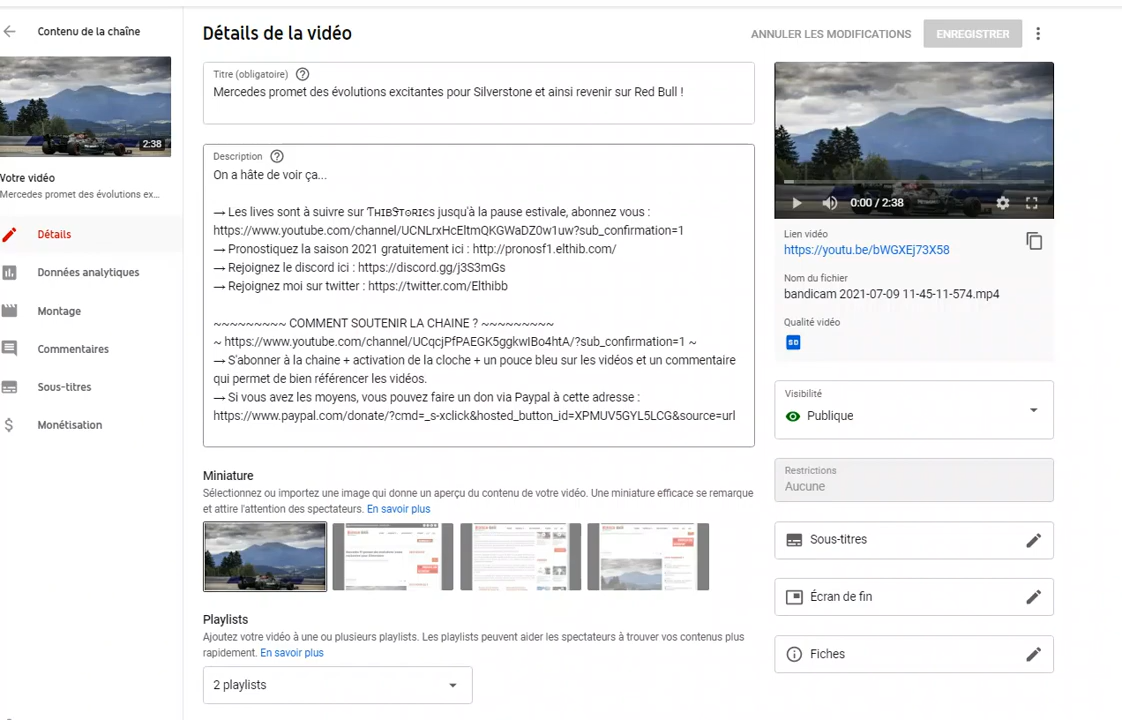 Contenu de la chaîne
2:38
Votre vidéo
Mercedes promet des évolutions ex...
Détails
Données analytiques
Montage
Commentaires
Sous-titres
Monétisation
Détails de la vidéo
ANNULER LES MODIFICATIONS
ENREGISTRER
Titre (obligatoire)
Mercedes promet des évolutions excitantes pour Silverstone et ainsi revenir sur Red Bull !
Description
On a hâte de voir ça...
→ Les lives sont à suivre sur ƬʜɪʙƼƬᴏʀɪєs jusqu'à la pause estivale, abonnez vous :
https://www.youtube.com/channel/UCNLrxHcEltmQKGWaDZ0w1uw?sub_confirmation=1
→ Pronostiquez la saison 2021 gratuitement ici : http://pronosf1.elthib.com/
→ Rejoignez le discord ici : https://discord.gg/j3S3mGs
→ Rejoignez moi sur twitter : https://twitter.com/Elthibb
~~~~~~~~~ COMMENT SOUTENIR LA CHAINE ? ~~~~~~~~~
~ https://www.youtube.com/channel/UCqcjPfPAEGK5ggkwIBo4htA/?sub_confirmation=1 ~
→ S'abonner à la chaine + activation de la cloche + un pouce bleu sur les vidéos et un commentaire
qui permet de bien référencer les vidéos.
→ Si vous avez les moyens, vous pouvez faire un don via Paypal à cette adresse :
https://www.paypal.com/donate/?cmd=_s-xclick&hosted_button_id=XPMUV5GYL5LCG&source=url
Miniature
Sélectionnez ou importez une image qui donne un aperçu du contenu de votre vidéo. Une miniature efficace se remarque
et attire l'attention des spectateurs. En savoir plus
Playlists
Ajoutez votre vidéo à une ou plusieurs playlists. Les playlists peuvent aider les spectateurs à trouver vos contenus plus
rapidement. En savoir plus
2 playlists
0:00 / 2:38
Lien vidéo
https://youtu.be/bWGXEj73X58
Nom du fichier
bandicam 2021-07-09 11-45-11-574.mp4
Qualité vidéo
SD
Visibilité
Publique
Restrictions
Aucune
Sous-titres
Écran de fin
Fiches